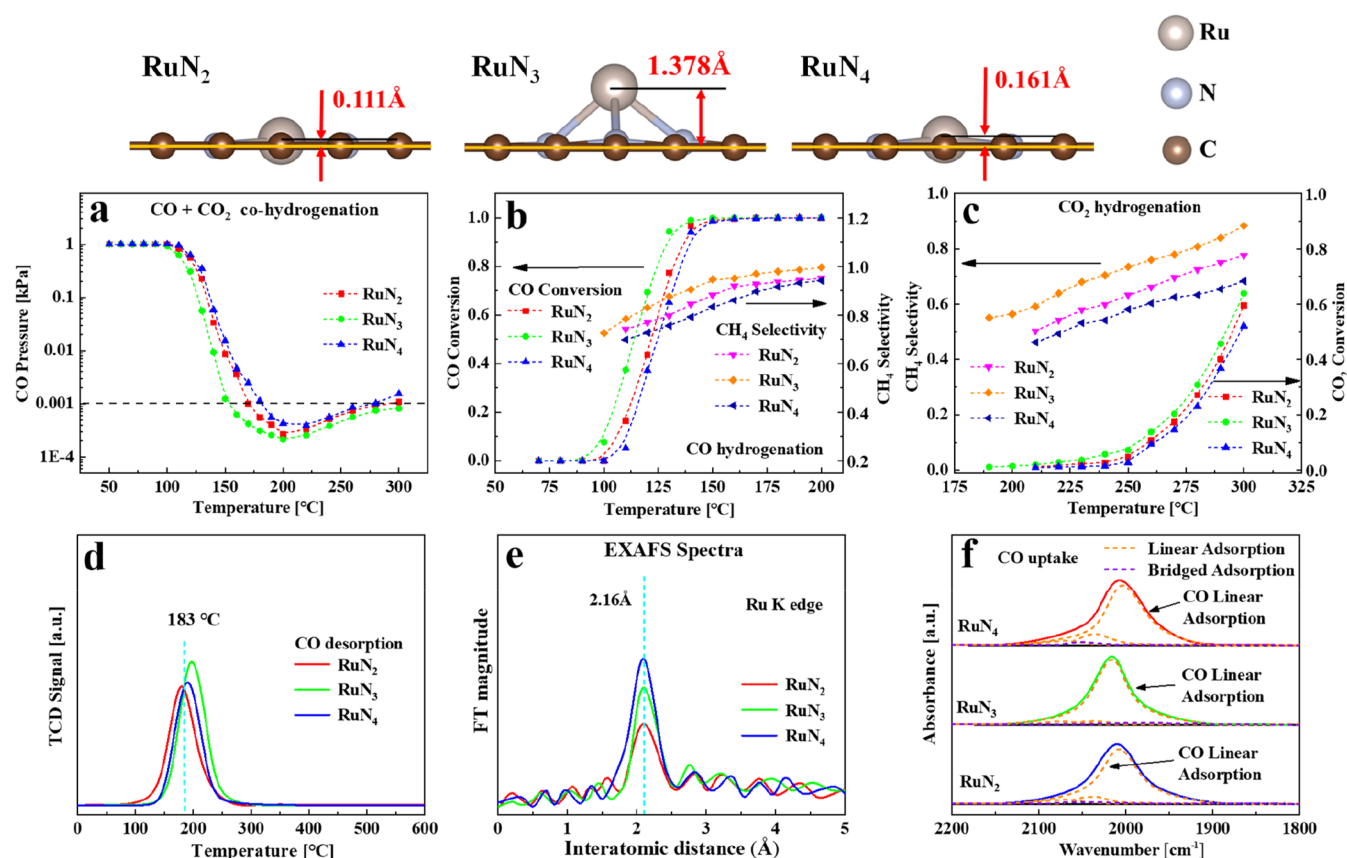 RuN2
0.111Å
RuN3
1.378Å
RuN4
0.161Å
Ru
N
C
a
CO + CO2 co-hydrogenation
CO Pressure [kPa]
1
0.1
0.01
0.001
1E-4
RuN2
RuN3
RuN4
50 100 150 200 250 300
Temperature [°C]
b
CO Conversion
1.0
0.8
0.6
0.4
0.2
0.0
CO Conversion
RuN2
RuN3
RuN4
CH4 Selectivity
RuN2
RuN3
RuN4
CO hydrogenation
1.2
1.0
0.8
0.6
0.4
0.2
CH4 Selectivity
50 75 100 125 150 175 200
Temperature [°C]
c
CO2 hydrogenation
CH4 Selectivity
1.0
0.8
0.6
0.4
0.2
0.0
RuN2
RuN3
RuN4
RuN2
RuN3
RuN4
1.0
0.8
0.6
0.4
0.2
0.0
CO2 Conversion
175 200 225 250 275 300 325
Temperature [°C]
d
183 °C
CO desorption
RuN2
RuN3
RuN4
TCD Signal [a.u.]
0 100 200 300 400 500 600
Temperature [°C]
e
EXAFS Spectra
2.16Å
Ru K edge
RuN2
RuN3
RuN4
FT magnitude
0 1 2 3 4 5
Interatomic distance (Å)
f
CO uptake
Linear Adsorption
Bridged Adsorption
CO Linear
Adsorption
RuN4
CO Linear
Adsorption
RuN3
CO Linear
Adsorption
RuN2
Absorbance [a.u.]
2200 2100 2000 1900 1800
Wavenumber [cm-1]